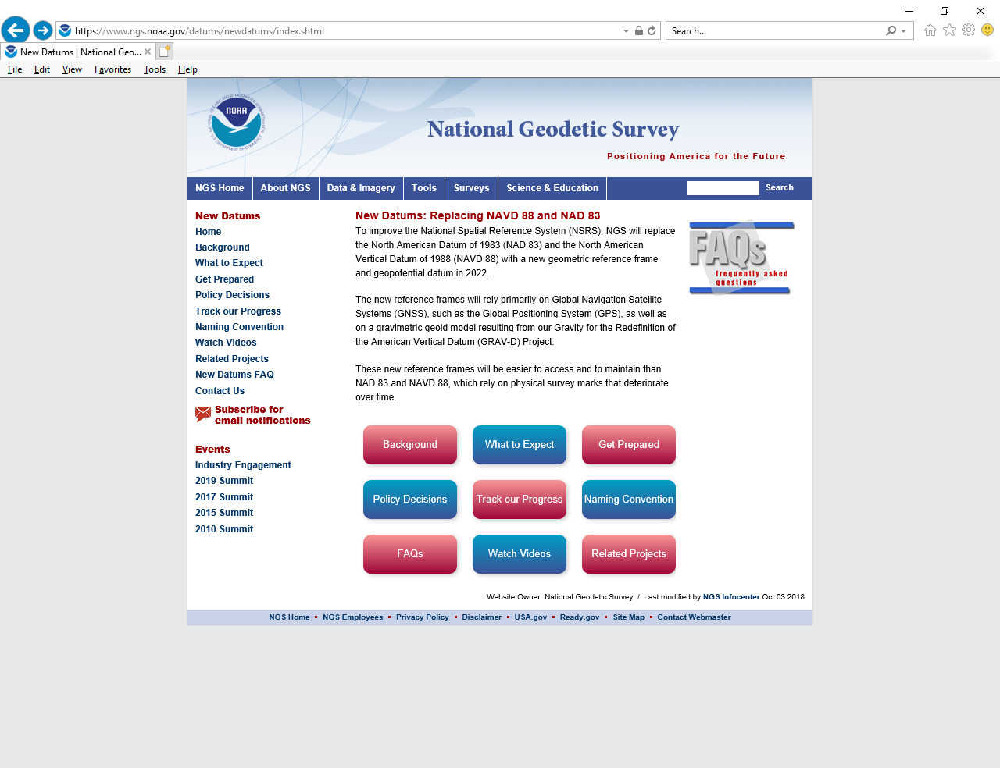 https://www.ngs.noaa.gov/datums/newdatums/index.shtml
Search...
New Datums | National Geo...
File Edit View Favorites Tools Help
NOAA
National Geodetic Survey
Positioning America for the Future
NGS Home About NGS Data & Imagery Tools Surveys Science & Education Search
New Datums
Home
Background
What to Expect
Get Prepared
Policy Decisions
Track our Progress
Naming Convention
Watch Videos
Related Projects
New Datums FAQ
Contact Us
Subscribe for
email notifications
Events
Industry Engagement
2019 Summit
2017 Summit
2015 Summit
2010 Summit
New Datums: Replacing NAVD 88 and NAD 83
To improve the National Spatial Reference System (NSRS), NGS will replace
the North American Datum of 1983 (NAD 83) and the North American
Vertical Datum of 1988 (NAVD 88) with a new geometric reference frame
and geopotential datum in 2022.
The new reference frames will rely primarily on Global Navigation Satellite
Systems (GNSS), such as the Global Positioning System (GPS), as well as
on a gravimetric geoid model resulting from our Gravity for the Redefinition of
the American Vertical Datum (GRAV-D) Project.
These new reference frames will be easier to access and to maintain than
NAD 83 and NAVD 88, which rely on physical survey marks that deteriorate
over time.
Background What to Expect Get Prepared
Policy Decisions Track our Progress Naming Convention
FAQs Watch Videos Related Projects
FAQs
frequently asked
questions
Website Owner: National Geodetic Survey / Last modified by NGS Infocenter Oct 03 2018
NOS Home ▪ NGS Employees ▪ Privacy Policy ▪ Disclaimer ▪ USA.gov ▪ Ready.gov ▪ Site Map ▪ Contact Webmaster